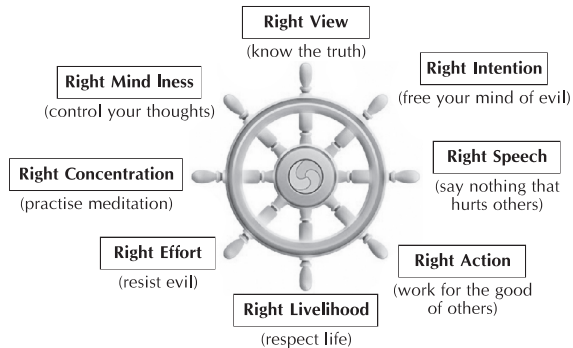 Right View
(know the truth)
Right Intention
(free your mind of evil)
Right Speech
(say nothing that
hurts others)
Right Action
(work for the good
of others)
Right Livelihood
(respect life)
Right Effort
(resist evil)
Right Concentration
(practise meditation)
Right Mind lness
(control your thoughts)